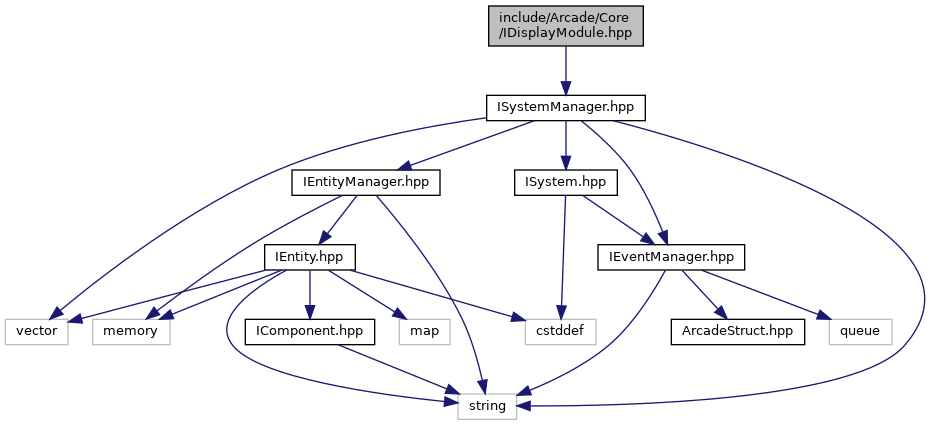 include/Arcade/Core
/IDisplayModule.hpp
ISystemManager.hpp
IEntityManager.hpp
ISystem.hpp
IEntity.hpp
IEventManager.hpp
vector
memory
IComponent.hpp
map
cstddef
ArcadeStruct.hpp
queue
string